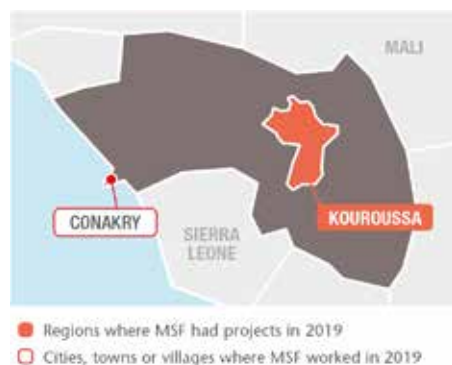 MALI
CONAKRY
KOUROUSSA
SIERRA
LEONE
Regions where MSF had projects in 2019
Cities, towns or villages where MSF worked in 2019